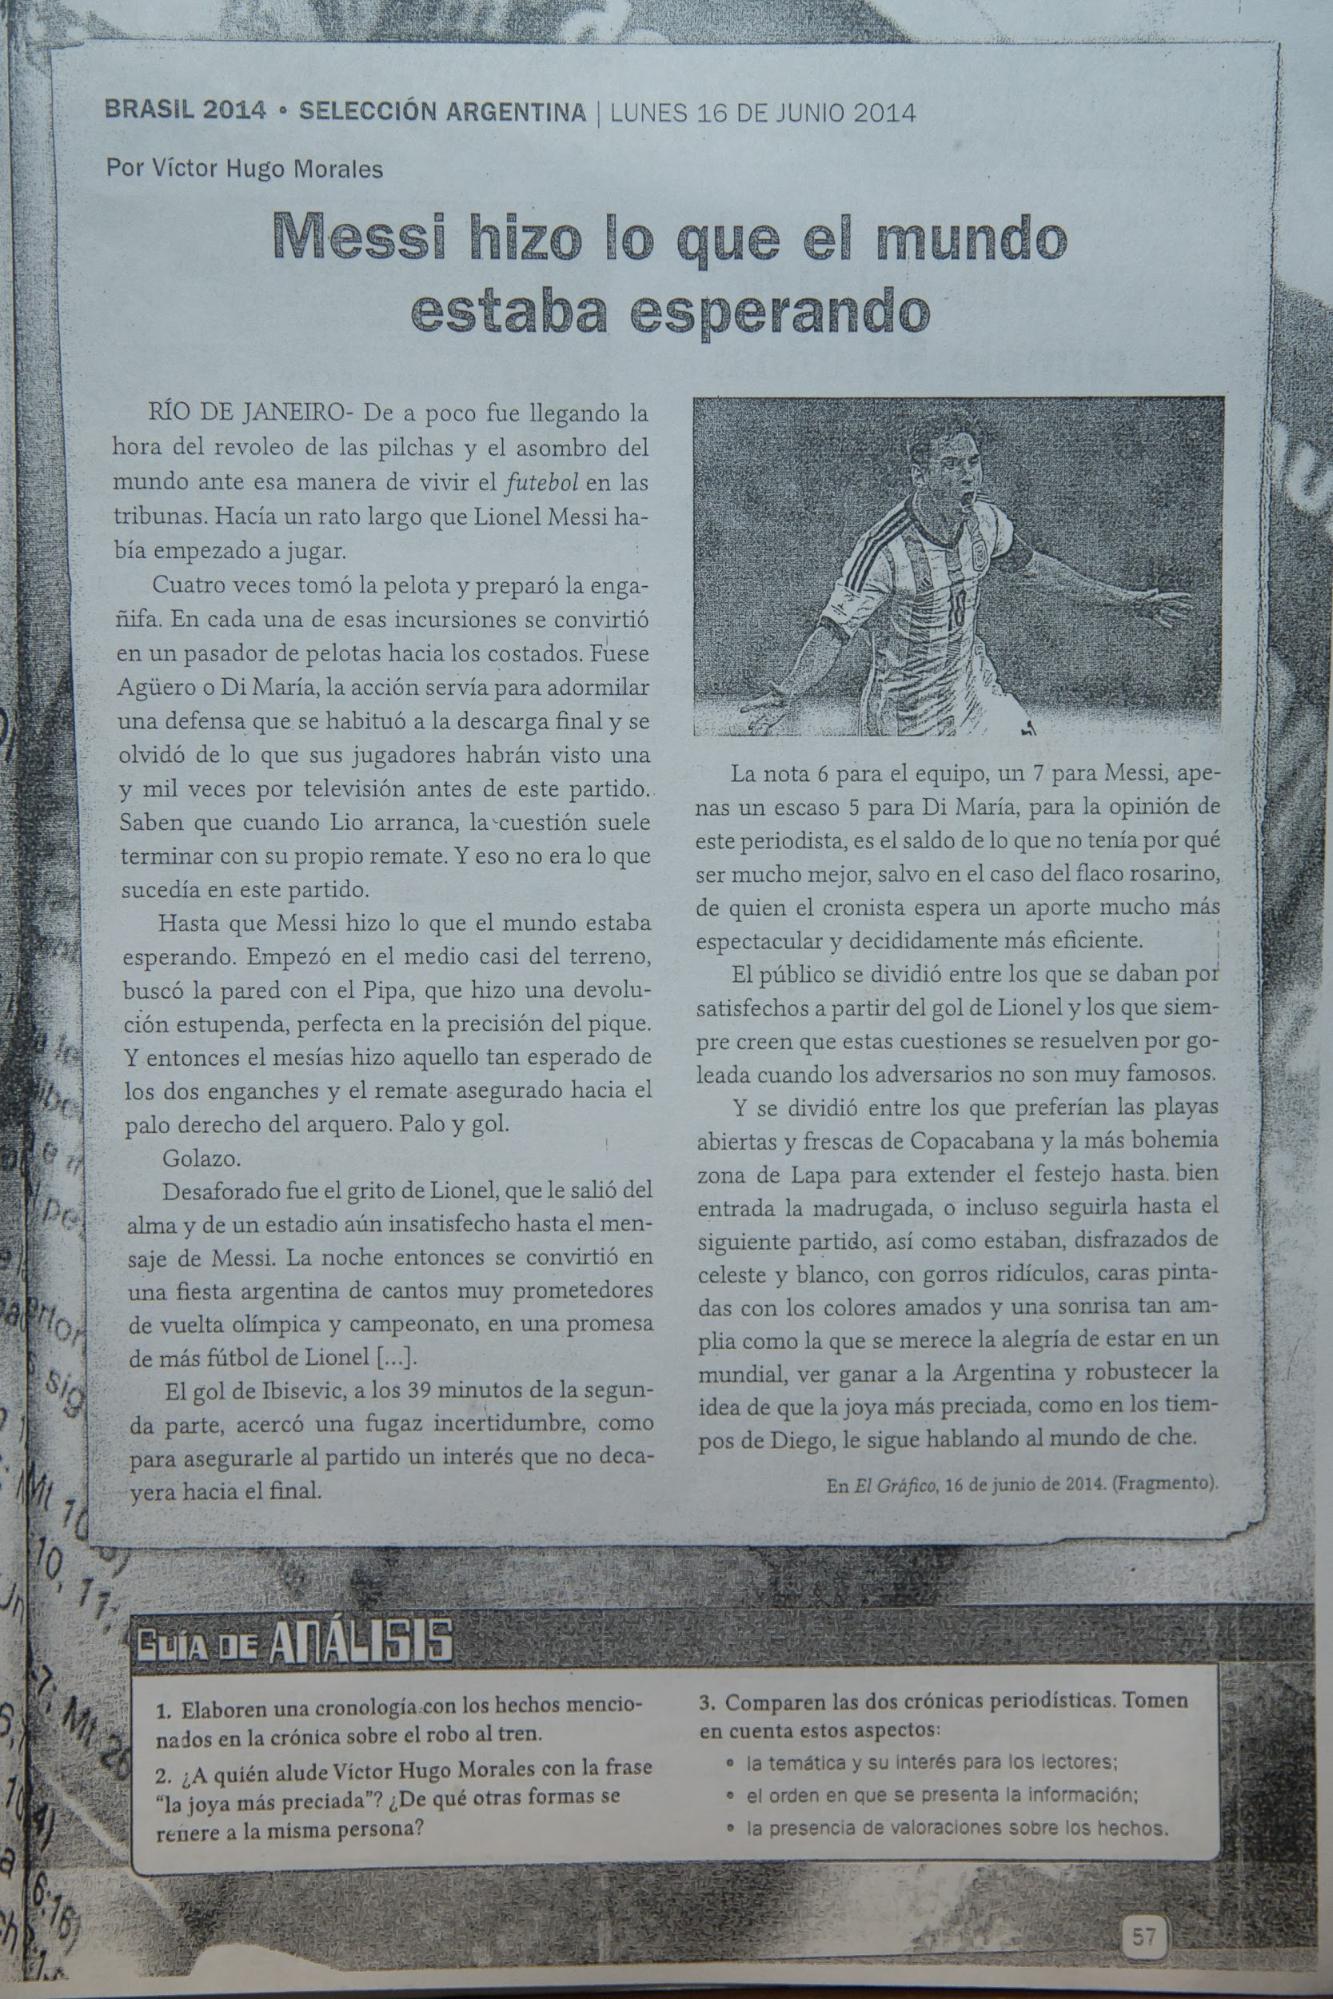 BRASIL 2014 • SELECCIÓN ARGENTINA | LUNES 16 DE JUNIO 2014
Por Víctor Hugo Morales
Messi hizo lo que el mundo
estaba esperando
RÍO DE JANEIRO- De a poco fue llegando la
hora del revoleo de las pilchas y el asombro del
mundo ante esa manera de vivir el futebol en las
tribunas. Hacía un rato largo que Lionel Messi ha-
bía empezado a jugar.
Cuatro veces tomó la pelota y preparó la enga-
ñifa. En cada una de esas incursiones se convirtió
en un pasador de pelotas hacia los costados. Fuese
Agüero o Di María, la acción servía para adormilar
una defensa que se habituó a la descarga final y se
olvidó de lo que sus jugadores habrán visto una
y mil veces por televisión antes de este partido.
Saben que cuando Lio arranca, la cuestión suele
terminar con su propio remate. Y eso no era lo que
sucedía en este partido.
Hasta que Messi hizo lo que el mundo estaba
esperando. Empezó en el medio casi del terreno,
buscó la pared con el Pipa, que hizo una devolu-
ción estupenda, perfecta en la precisión del pique.
Y entonces el mesías hizo aquello tan esperado de
los dos enganches y el remate asegurado hacia el
palo derecho del arquero. Palo y gol.
Golazo.
Desaforado fue el grito de Lionel, que le salió del
alma y de un estadio aún insatisfecho hasta el men-
saje de Messi. La noche entonces se convirtió en
una fiesta argentina de cantos muy prometedores
de vuelta olímpica y campeonato, en una promesa
de más fútbol de Lionel [...].
El gol de Ibisevic, a los 39 minutos de la segun-
da parte, acercó una fugaz incertidumbre, como
para asegurarle al partido un interés que no deca-
yera hacia el final.
La nota 6 para el equipo, un 7 para Messi, ape-
nas un escaso 5 para Di María, para la opinión de
este periodista, es el saldo de lo que no tenía por qué
ser mucho mejor, salvo en el caso del flaco rosarino,
de quien el cronista espera un aporte mucho más
espectacular y decididamente más eficiente.
El público se dividió entre los que se daban por
satisfechos a partir del gol de Lionel y los que siem-
pre creen que estas cuestiones se resuelven por go-
leada cuando los adversarios no son muy famosos.
Y se dividió entre los que preferían las playas
abiertas y frescas de Copacabana y la más bohemia
zona de Lapa para extender el festejo hasta bien
entrada la madrugada, o incluso seguirla hasta el
siguiente partido, así como estaban, disfrazados de
celeste y blanco, con gorros ridículos, caras pinta-
das con los colores amados y una sonrisa tan am-
plia como la que se merece la alegría de estar en un
mundial, ver ganar a la Argentina y robustecer la
idea de que la joya más preciada, como en los tiem-
pos de Diego, le sigue hablando al mundo de che.
En El Gráfico, 16 de junio de 2014. (Fragmento).
GUÍA DE ANÁLISIS
1. Elaboren una cronología con los hechos mencio-
nados en la crónica sobre el robo al tren.
2. ¿A quién alude Víctor Hugo Morales con la frase
“la joya más preciada”? ¿De qué otras formas se
refiere a la misma persona?
3. Comparen las dos crónicas periodísticas. Tomen
en cuenta estos aspectos:
• la temática y su interés para los lectores;
• el orden en que se presenta la información;
• la presencia de valoraciones sobre los hechos.
57